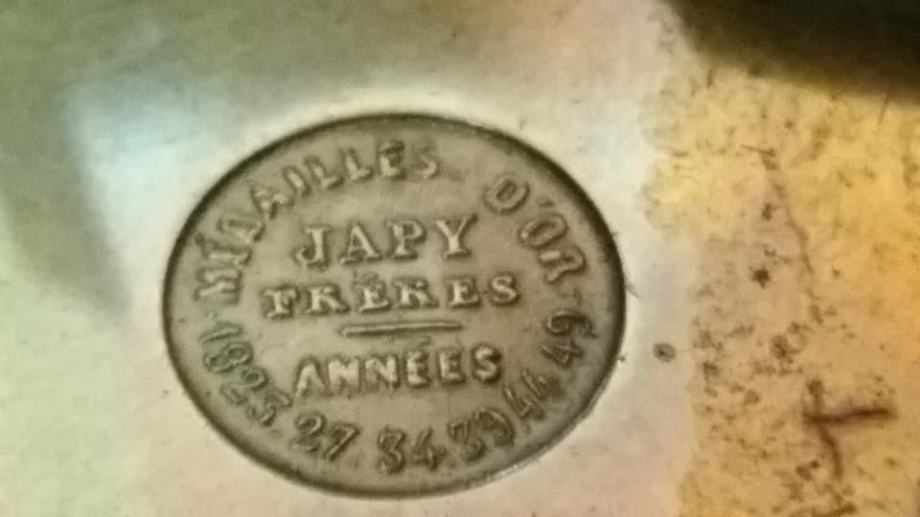 MÉDAILLES D'OR
JAPY
FRÈRES
ANNÉES
1823. 27 34. 39. 44. 49